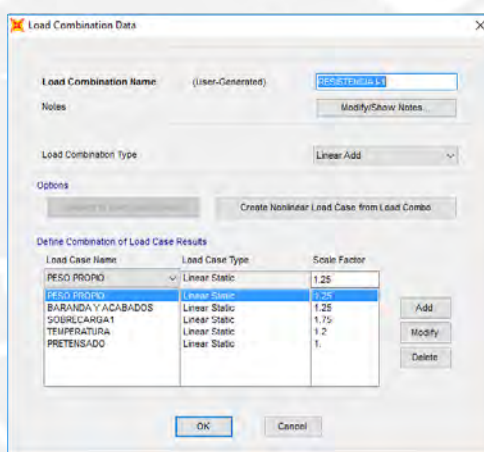 Load Combination Data
Load Combination Name (User-Generated) RESISTENCIA I-1
Notes Modify/Show Notes...
Load Combination Type Linear Add
Options
Create Nonlinear Load Case from Load Combo
Define Combination of Load Case Results
Load Case Name Load Case Type Scale Factor
PESO PROPIO Linear Static 1.25
PESO PROPIO Linear Static 1.25
BARANDA Y ACABADOS Linear Static 1.25
SOBRECARGA1 Linear Static 1.75
TEMPERATURA Linear Static 1.2
PRETENSADO Linear Static 1.
Add
Modify
Delete
OK Cancel